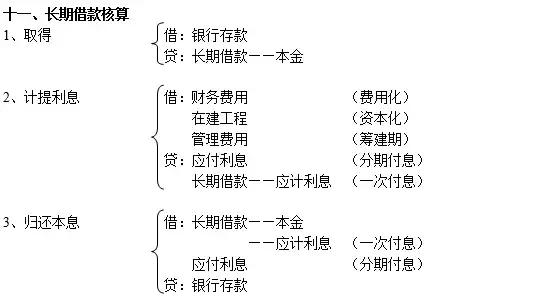 十一、长期借款核算
1、取得 借：银行存款
贷：长期借款——本金
2、计提利息 借：财务费用 （费用化）
在建工程 （资本化）
管理费用 （筹建期）
贷：应付利息 （分期付息）
长期借款——应计利息 （一次付息）
3、归还本息 借：长期借款——本金
——应计利息 （一次付息）
应付利息 （分期付息）
贷：银行存款